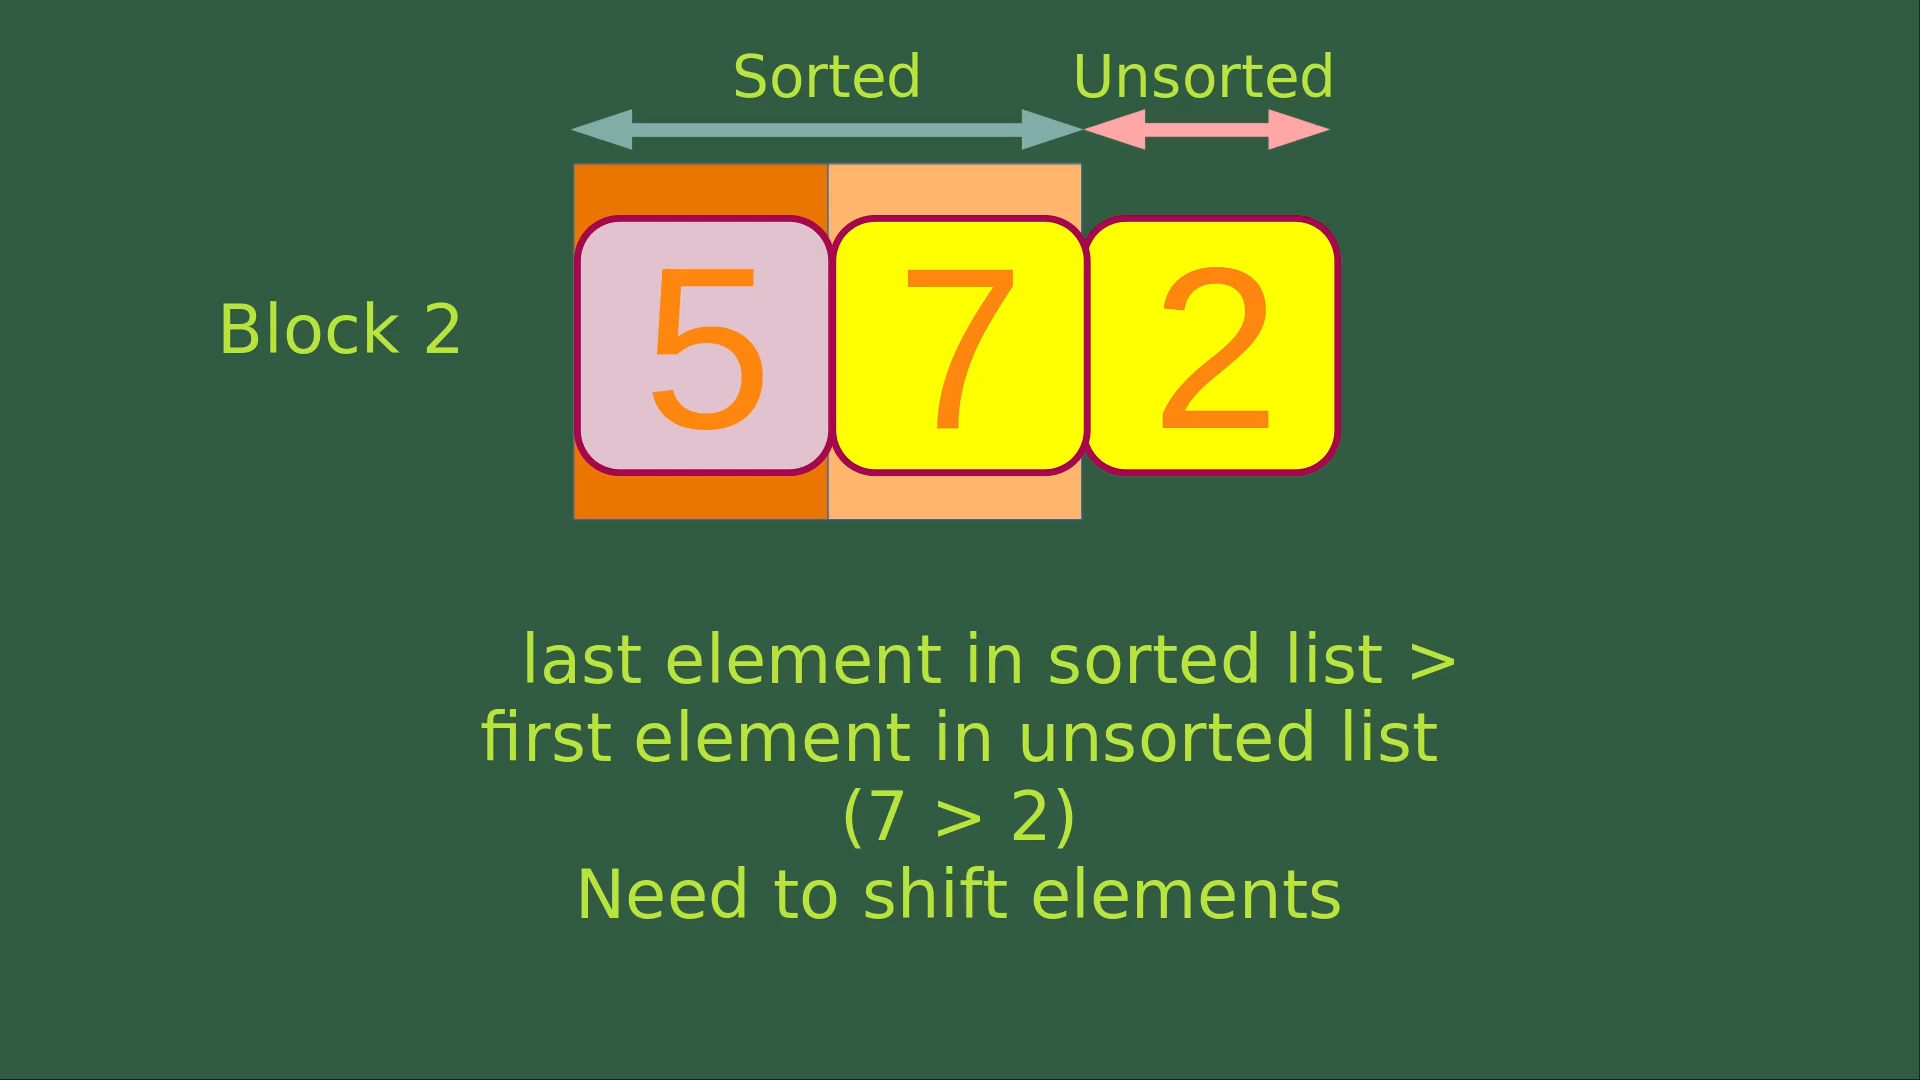 Sorted Unsorted
Block 2 5 7 2
last element in sorted list >
first element in unsorted list
(7 > 2)
Need to shift elements